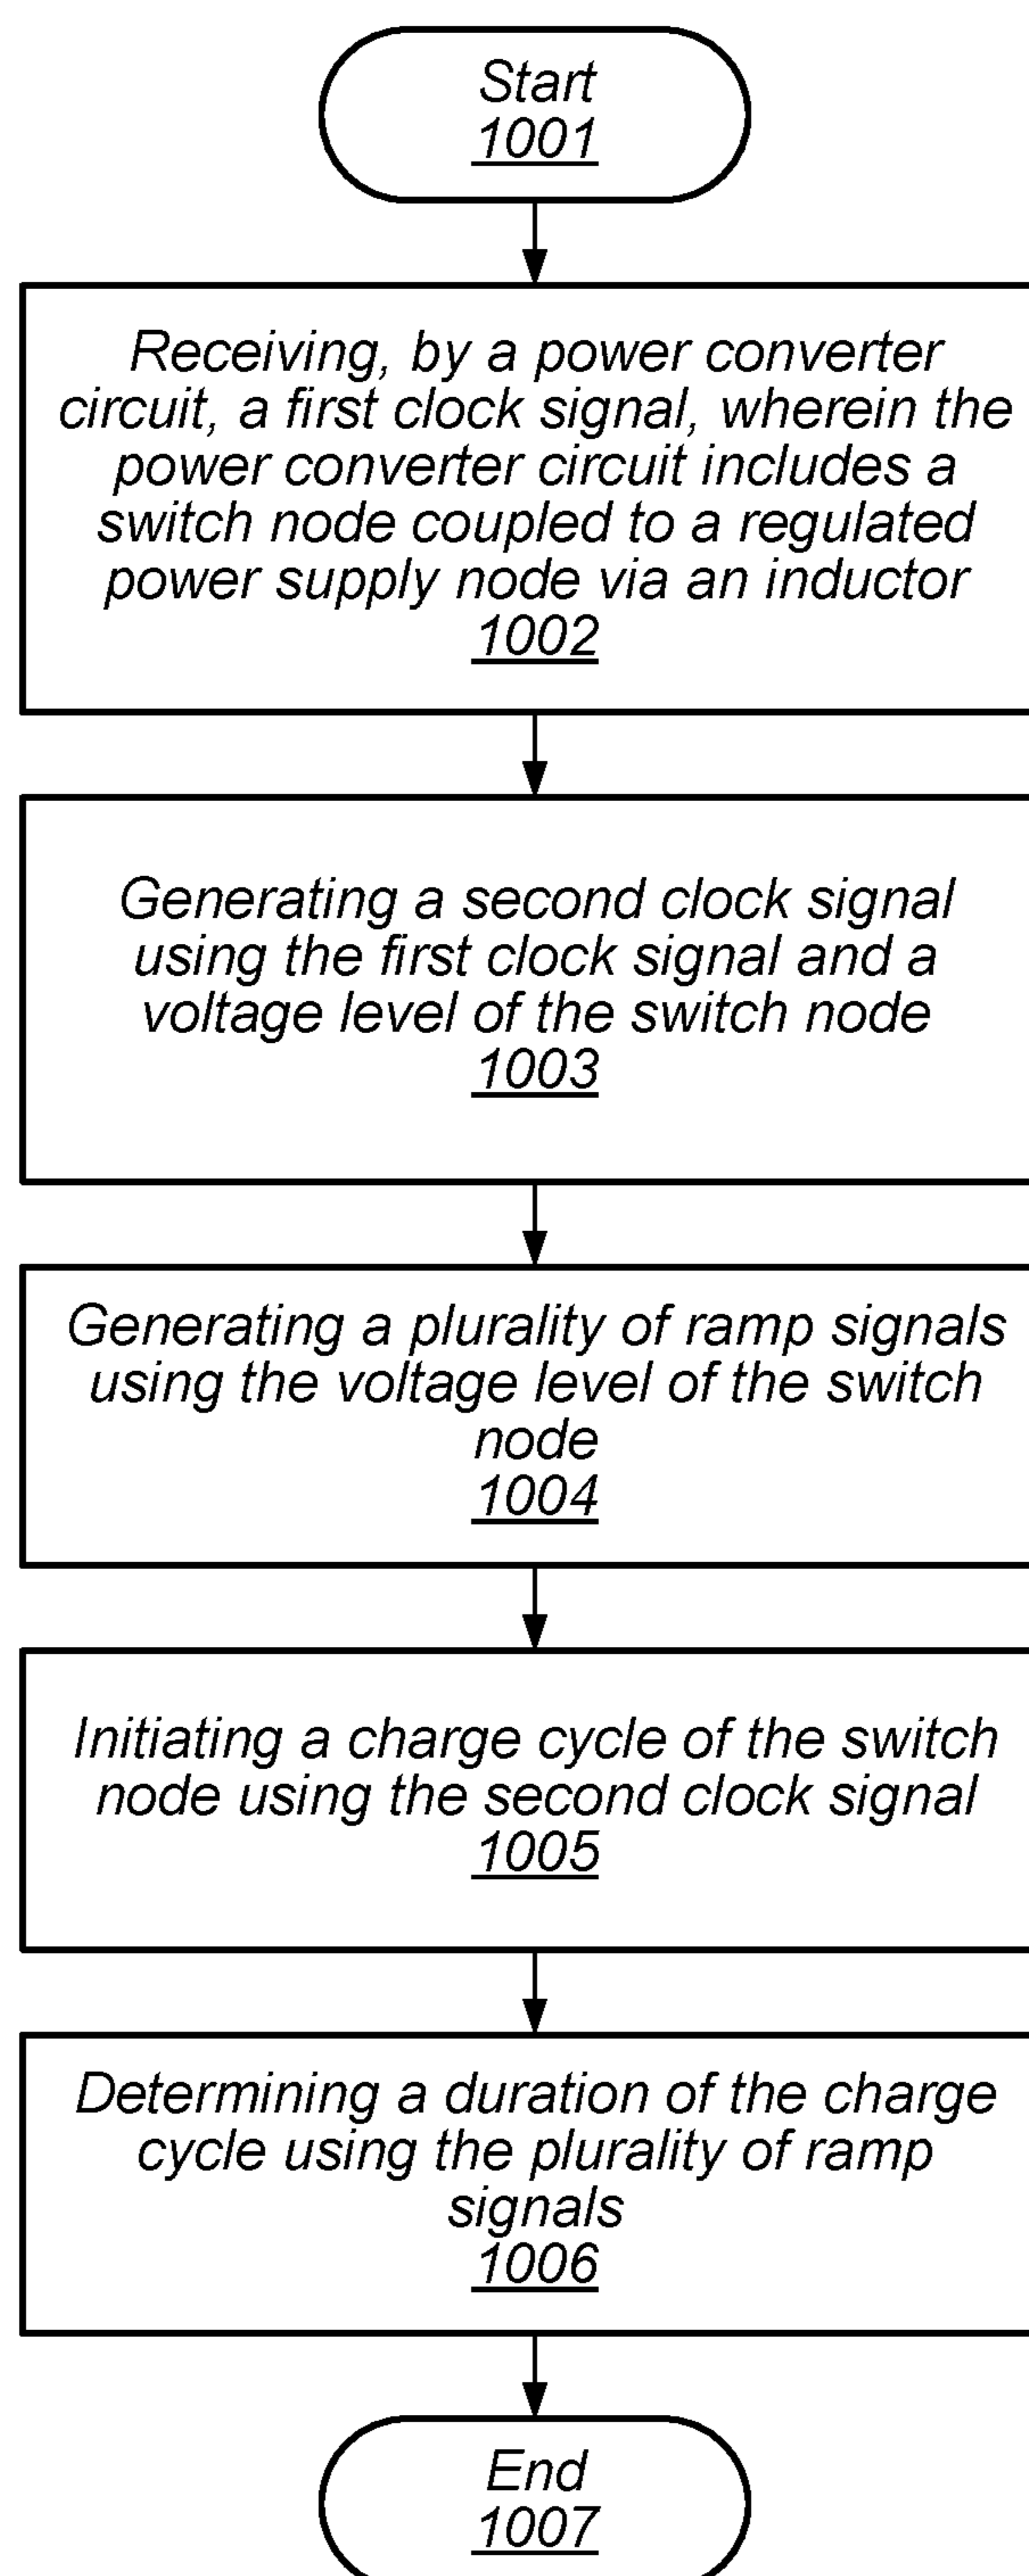 Start
1001
Receiving, by a power converter
circuit, a first clock signal, wherein the
power converter circuit includes a
switch node coupled to a regulated
power supply node via an inductor
1002
Generating a second clock signal
using the first clock signal and a
voltage level of the switch node
1003
Generating a plurality of ramp signals
using the voltage level of the switch
node
1004
Initiating a charge cycle of the switch
node using the second clock signal
1005
Determining a duration of the charge
cycle using the plurality of ramp
signals
1006
End
1007